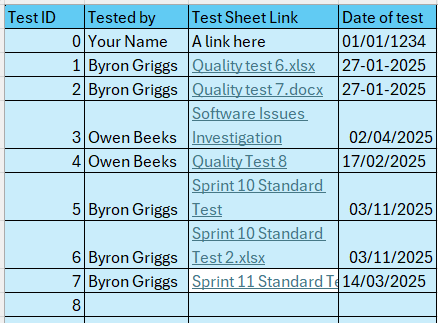 Test ID Tested by Test Sheet Link Date of test
0 Your Name A link here 01/01/1234
1 Byron Griggs Quality test 6.xlsx 27-01-2025
2 Byron Griggs Quality test 7.docx 27-01-2025
Software Issues
3 Owen Beeks Investigation 02/04/2025
4 Owen Beeks Quality Test 8 17/02/2025
Sprint 10 Standard
5 Byron Griggs Test 03/11/2025
Sprint 10 Standard
6 Byron Griggs Test 2.xlsx 03/11/2025
7 Byron Griggs Sprint 11 Standard Te 14/03/2025
8